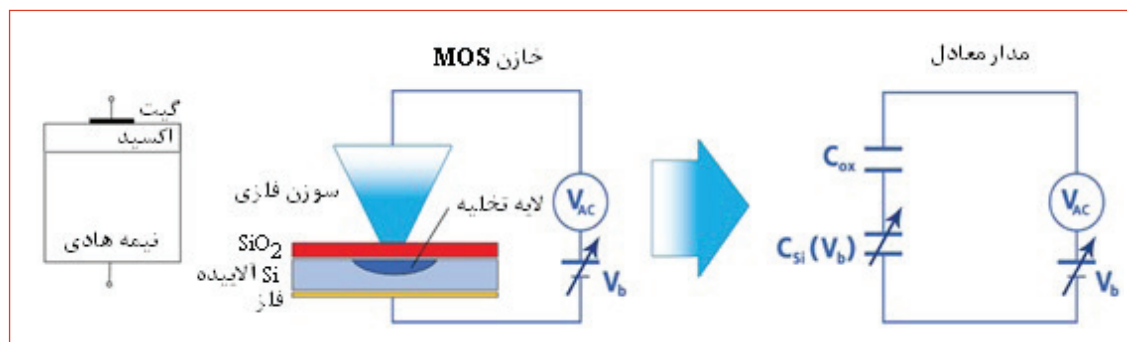 خازن MOS
مدار معادل
گیت
اکسید
نیمه هادی
سوزن فلزی
لایه تخلیه
SiO2
Si آلاییده
فلز
VAC
Vb
Cox
CSi (Vb)
VAC
Vb